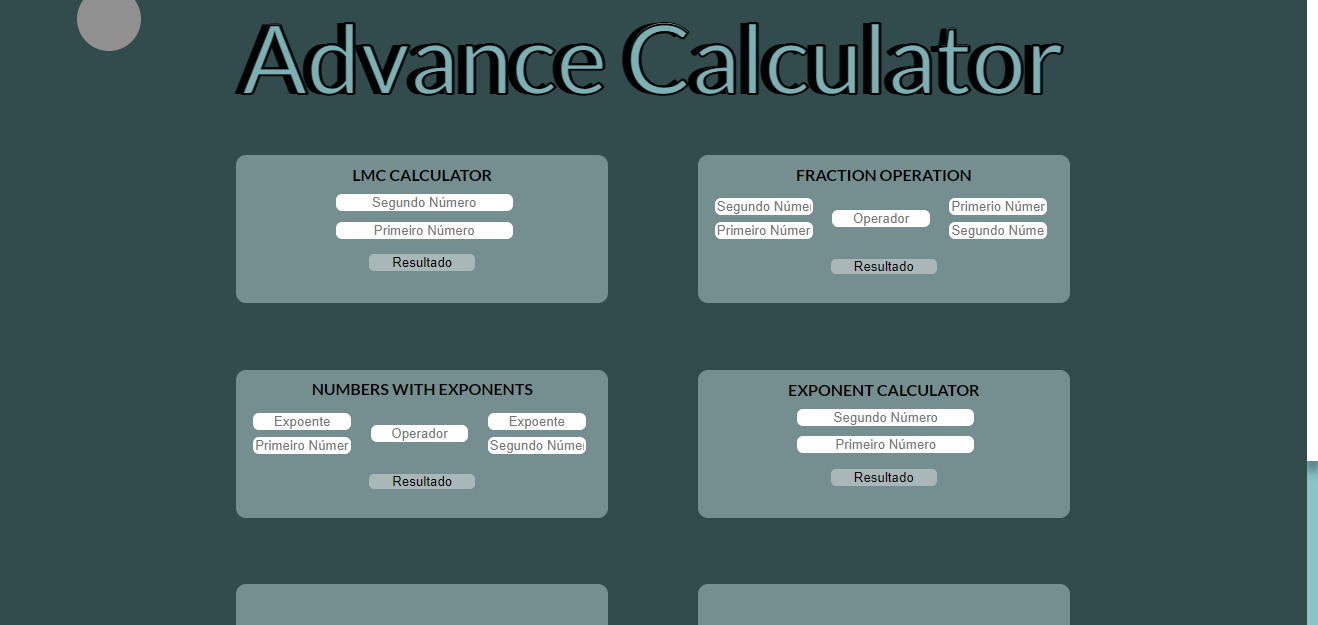 Advance Calculator
LMC CALCULATOR
Segundo Número
Primeiro Número
Resultado
FRACTION OPERATION
Segundo Númer
Primerio Númer
Operador
Primeiro Númer
Segundo Núme
Resultado
NUMBERS WITH EXPONENTS
Expoente
Expoente
Operador
Primeiro Númer
Segundo Númer
Resultado
EXPONENT CALCULATOR
Segundo Número
Primeiro Número
Resultado